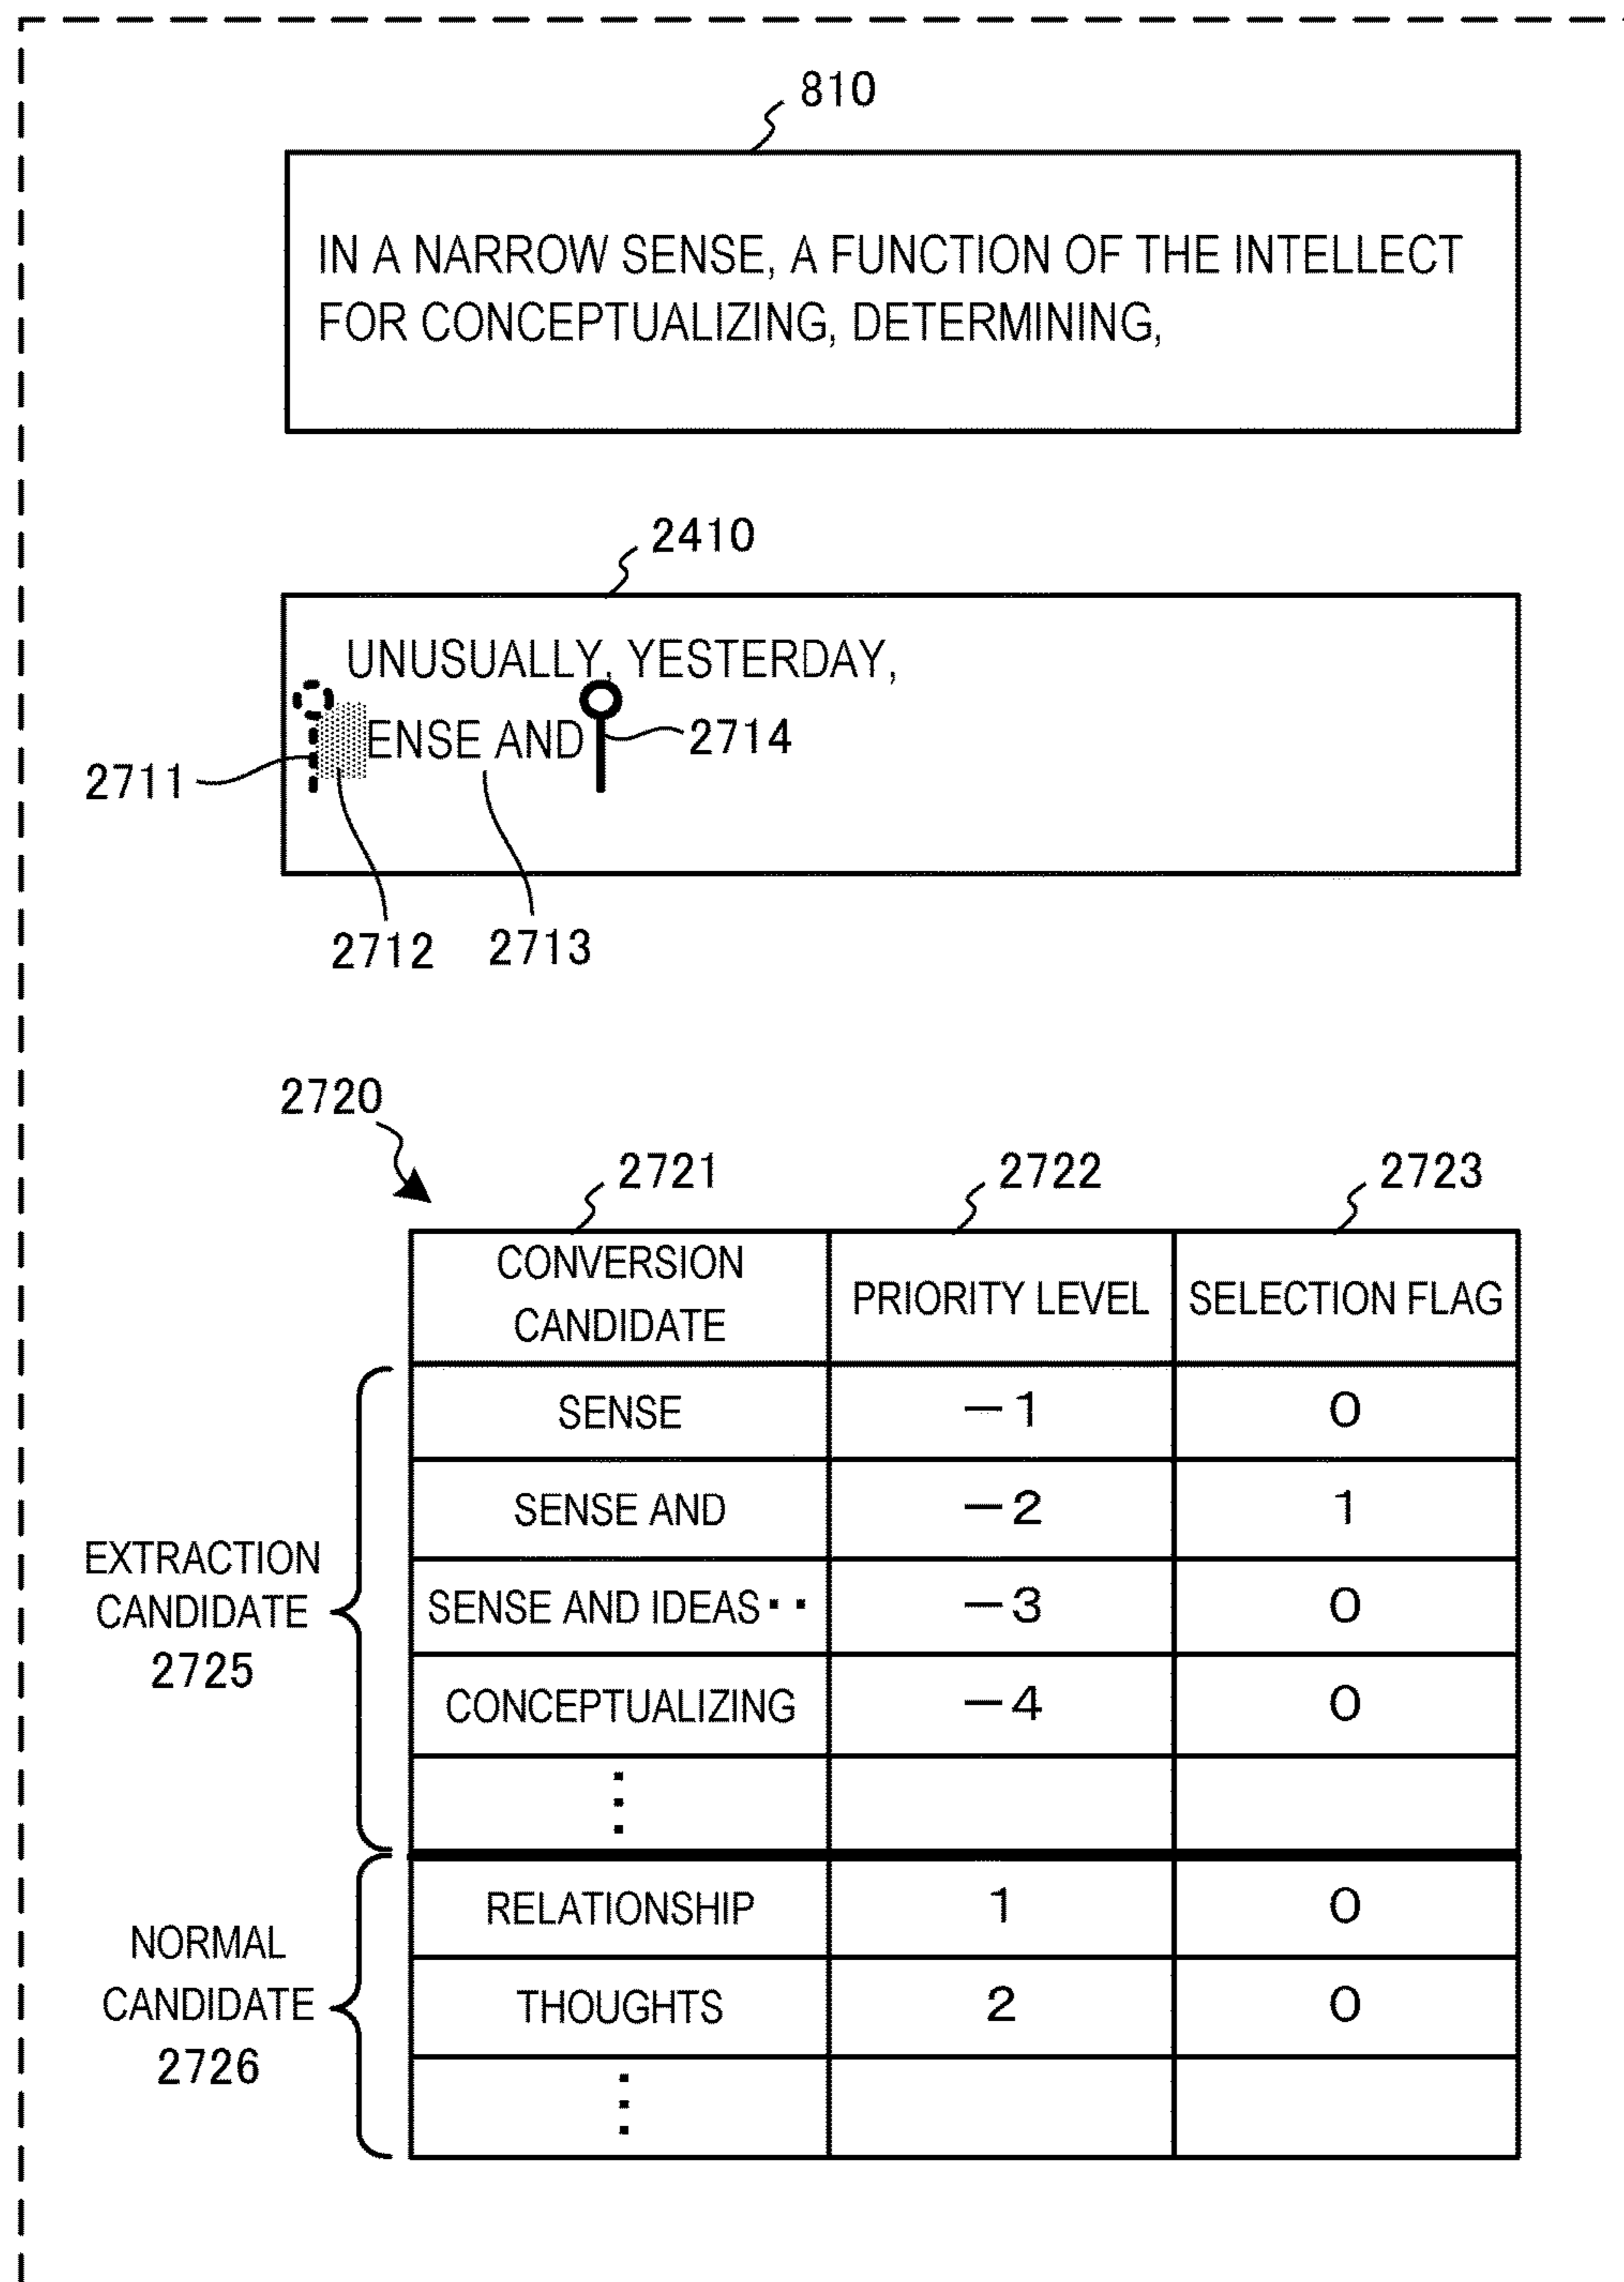 810
IN A NARROW SENSE, A FUNCTION OF THE INTELLECT
FOR CONCEPTUALIZING, DETERMINING,
2410
UNUSUALLY, YESTERDAY,
ENSE AND
2714
2711
2712
2713
2720
2721
2722
2723
CONVERSION
CANDIDATE
PRIORITY LEVEL
SELECTION FLAG
SENSE
－1
0
SENSE AND
－2
1
SENSE AND IDEAS･･
－3
0
CONCEPTUALIZING
－4
0
EXTRACTION
CANDIDATE
2725
RELATIONSHIP
1
0
THOUGHTS
2
0
NORMAL
CANDIDATE
2726